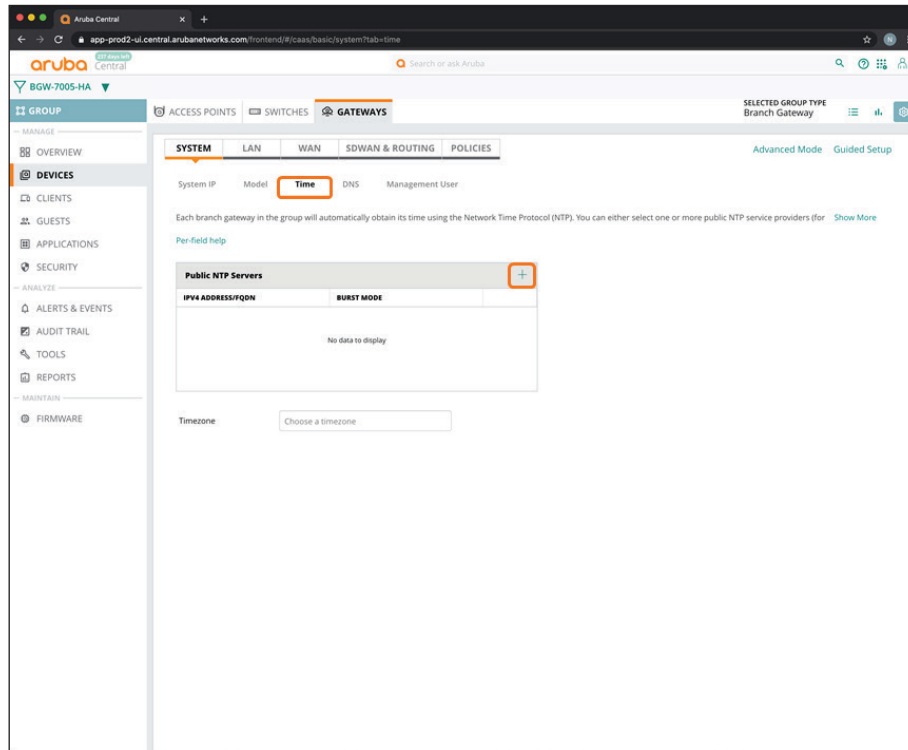 Aruba Central
app-prod2-ui.central.arubanetworks.com/frontend/#/caas/basic/system?tab=time
N
aruba Central
Search or ask Aruba
BGW-7005-HA
GROUP
ACCESS POINTS SWITCHES GATEWAYS
SELECTED GROUP TYPE
Branch Gateway
MANAGE
OVERVIEW
DEVICES
CLIENTS
GUESTS
APPLICATIONS
SECURITY
ANALYZE
ALERTS & EVENTS
AUDIT TRAIL
TOOLS
REPORTS
MAINTAIN
FIRMWARE
SYSTEM LAN WAN SDWAN & ROUTING POLICIES
Advanced Mode Guided Setup
System IP Model Time DNS Management User
Each branch gateway in the group will automatically obtain its time using the Network Time Protocol (NTP). You can either select one or more public NTP service providers (for Show More
Per-field help
Public NTP Servers
IPV4 ADDRESS/FQDN BURST MODE
No data to display
Timezone Choose a timezone